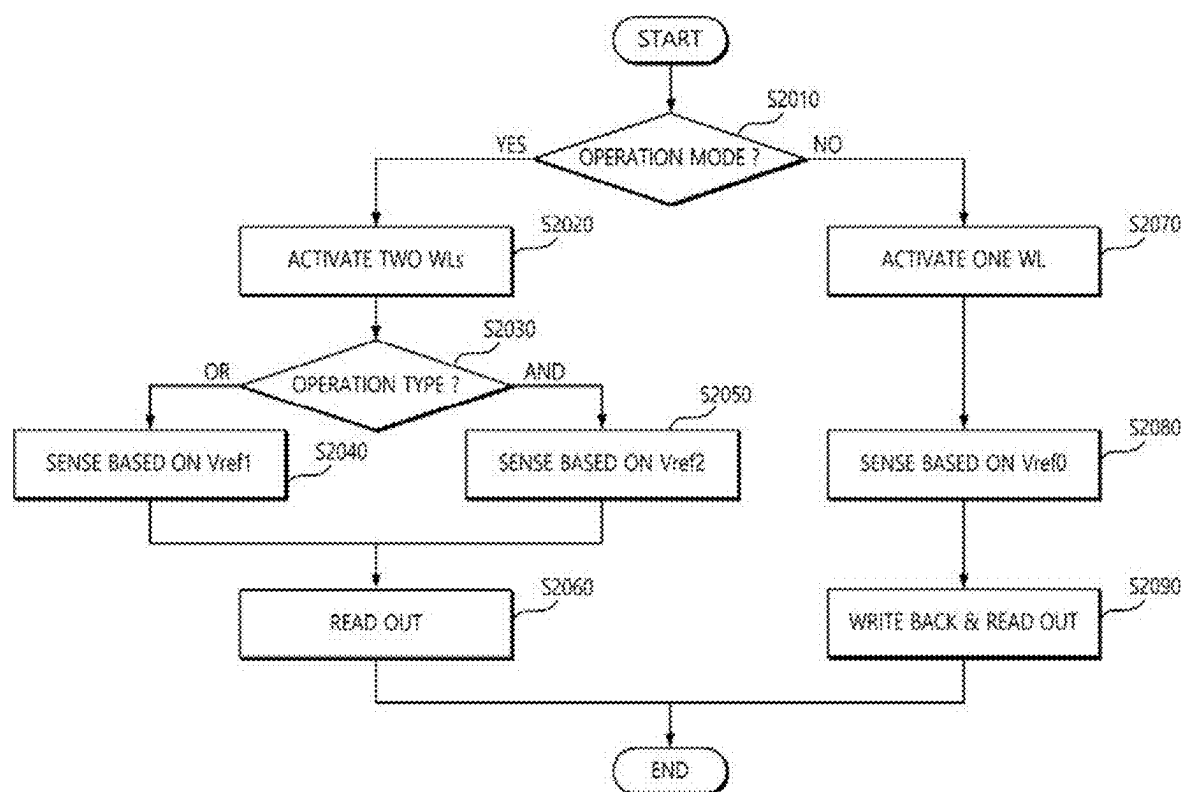 START
S2010
YES
OPERATION MODE ?
NO
S2020
ACTIVATE TWO WLs
S2070
ACTIVATE ONE WL
S2030
OR
OPERATION TYPE ?
AND
SENSE BASED ON Vref1
S2040
S2050
SENSE BASED ON Vref2
S2080
SENSE BASED ON Vref0
S2060
READ OUT
S2090
WRITE BACK & READ OUT
END